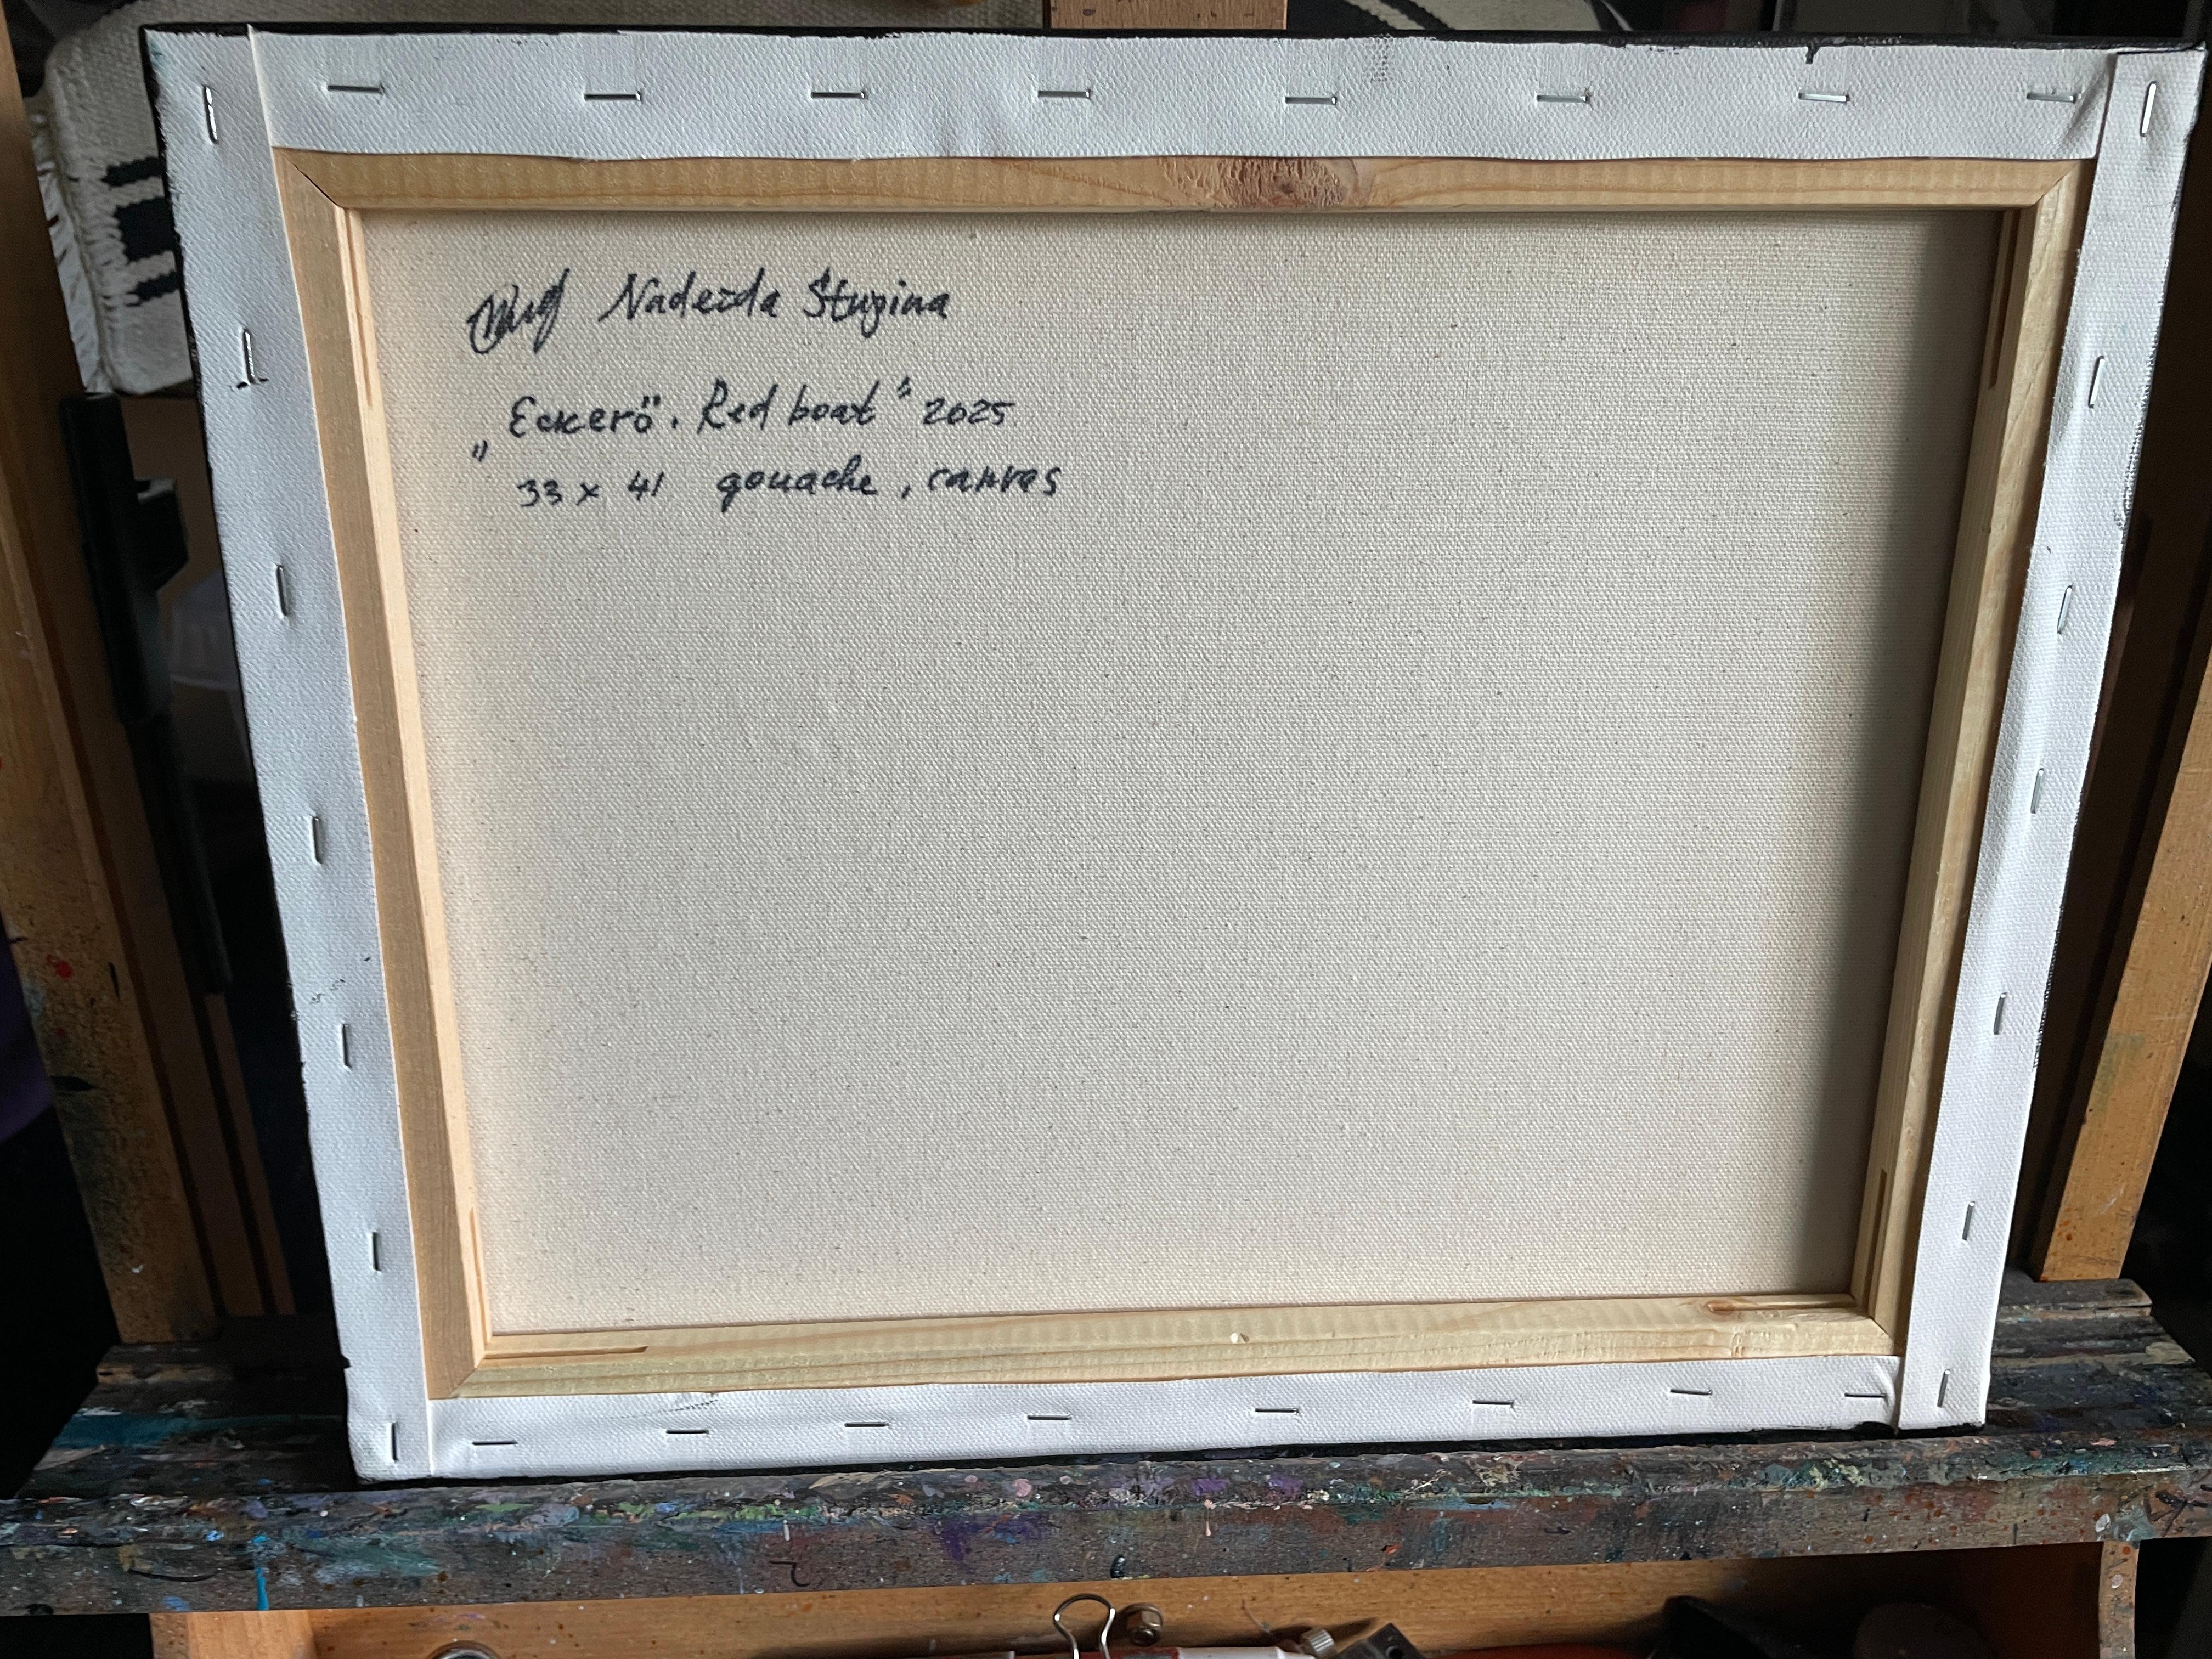 Nadezda Stupina
„Eckerö". Red boat" 2025
33 x 41 gouache, canvas